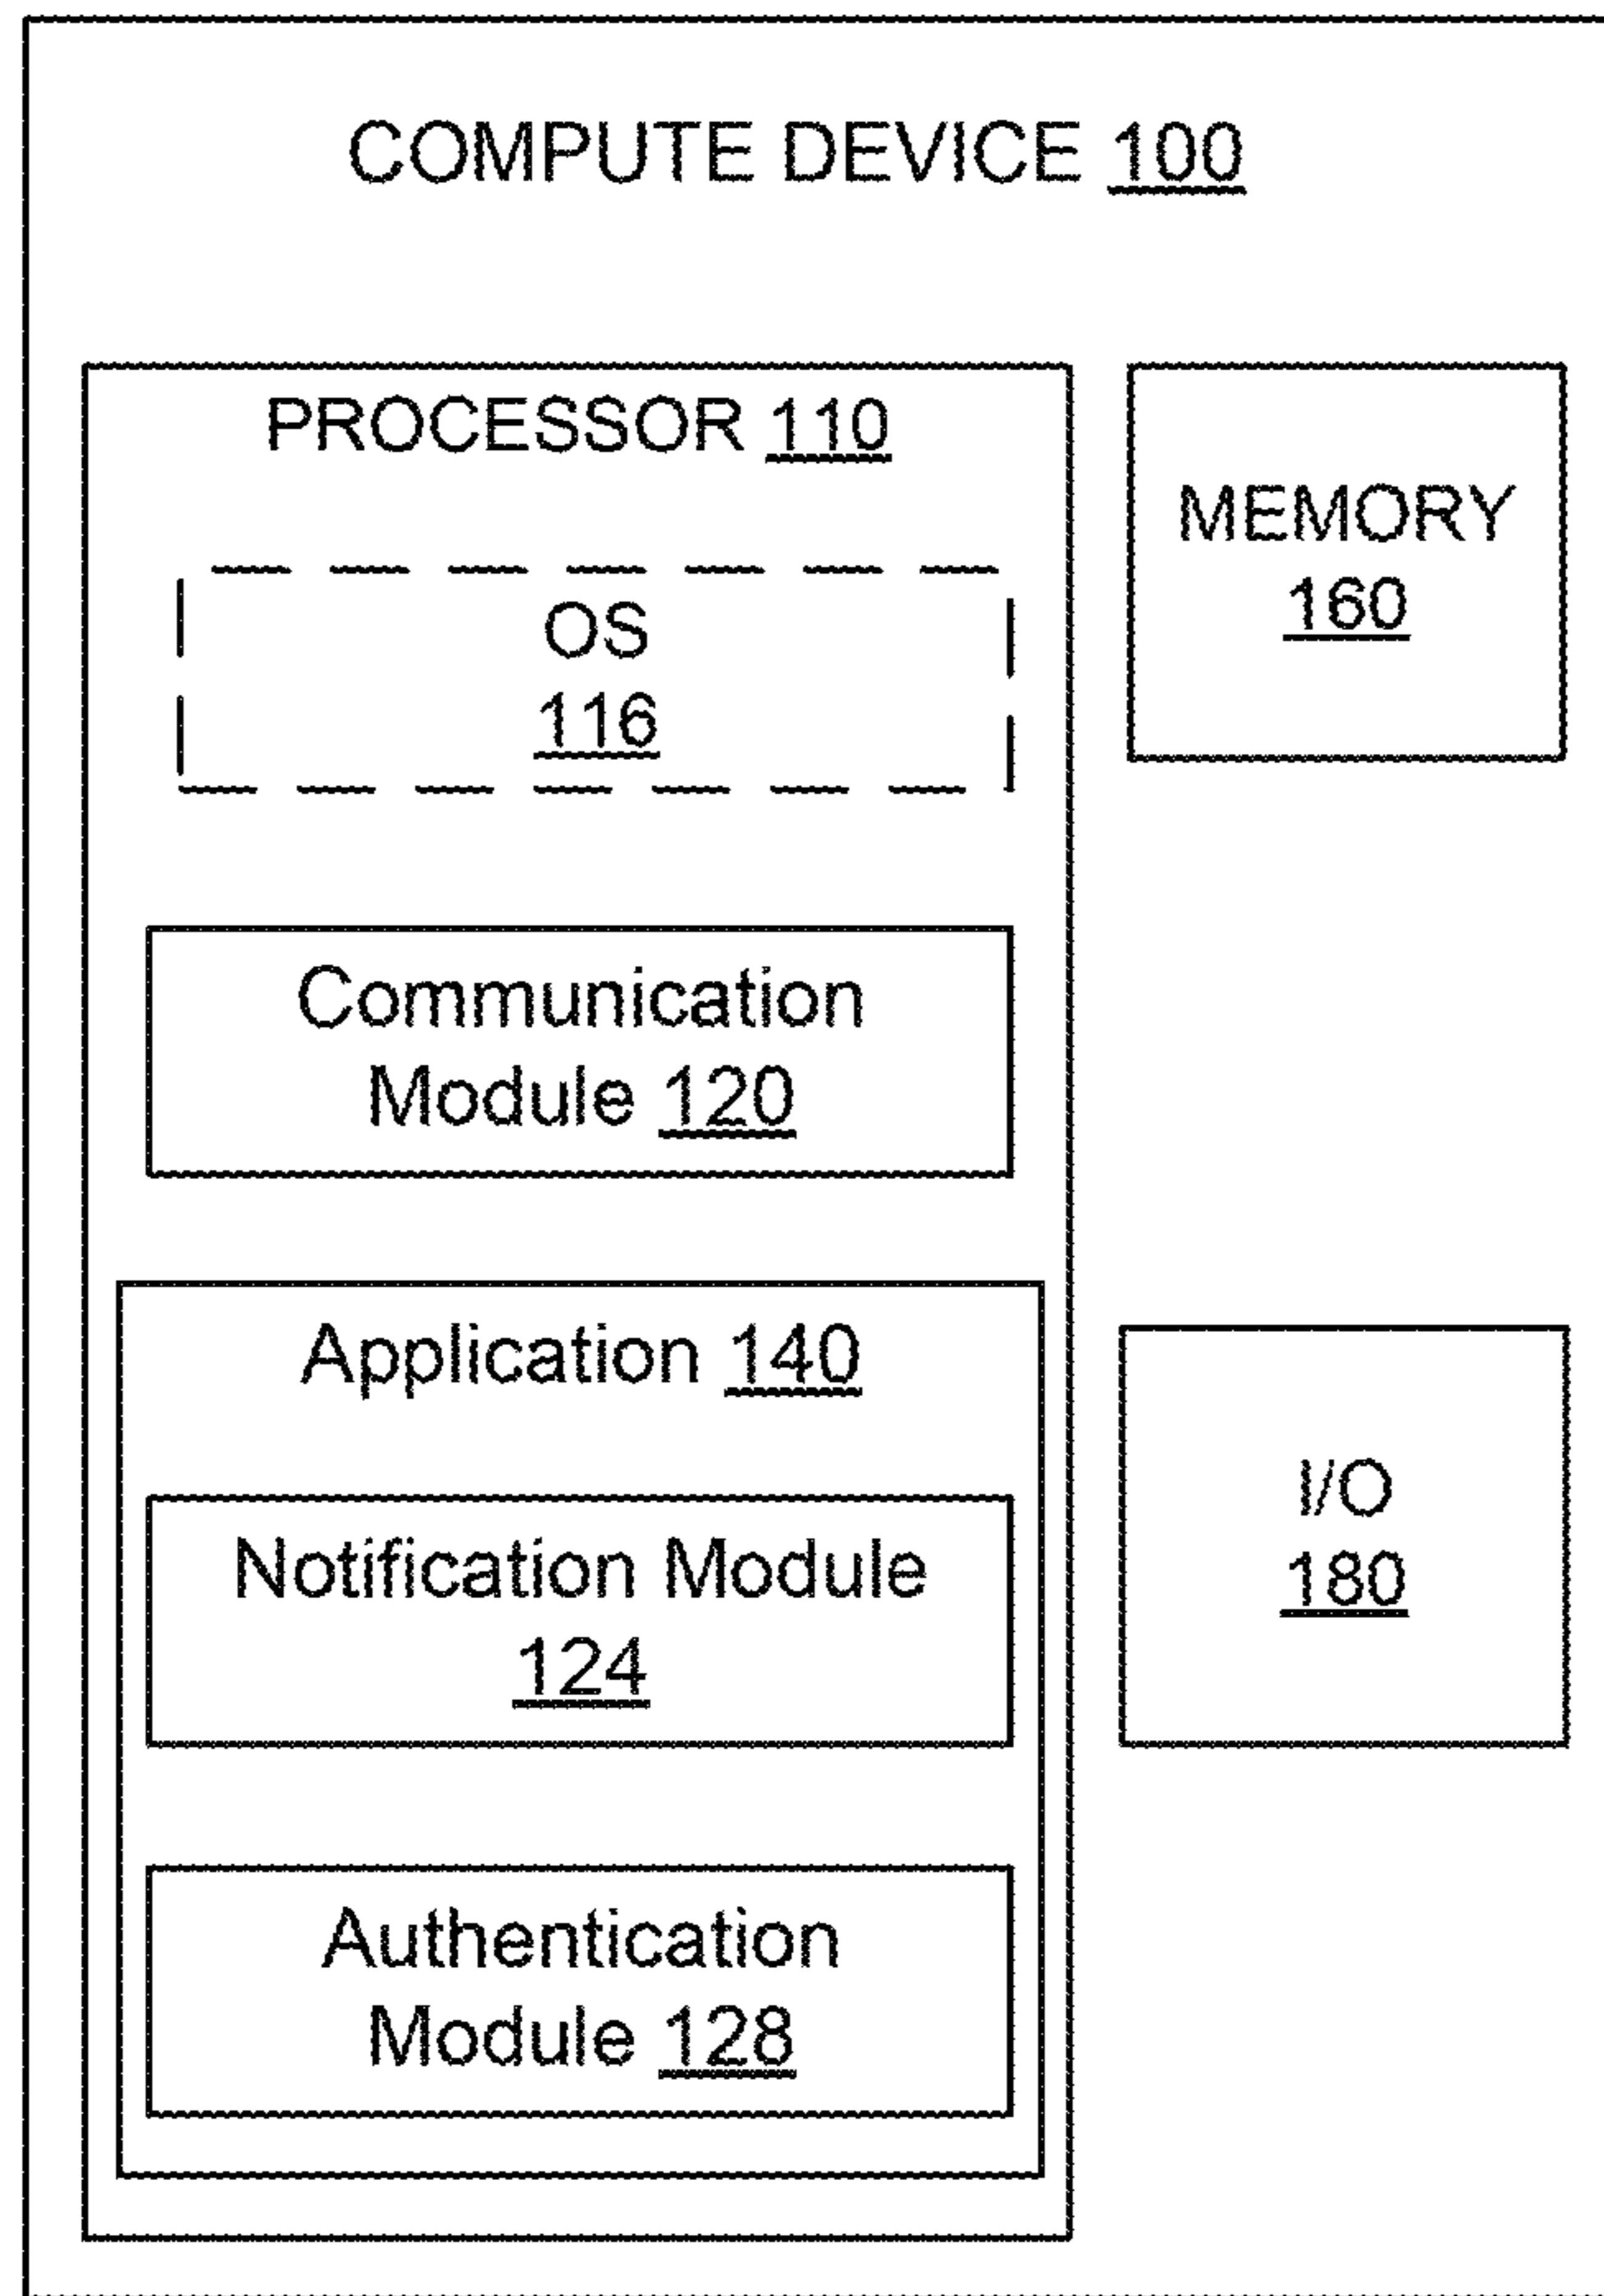 COMPUTE DEVICE 100
PROCESSOR 110
OS
116
Communication
Module 120
Application 140
Notification Module
124
Authentication
Module 128
MEMORY
160
I/O
180